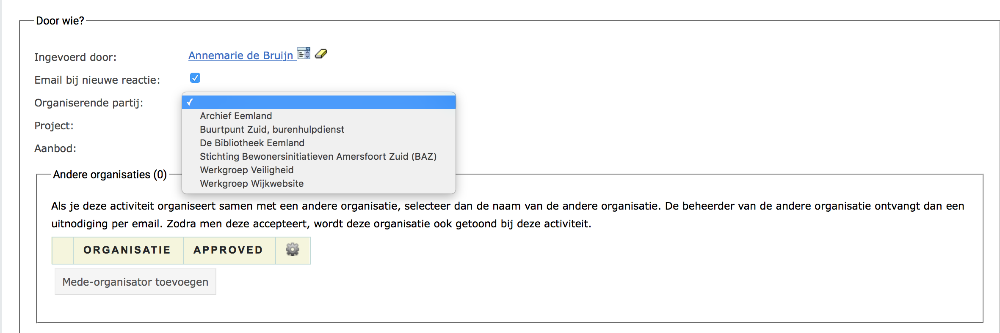 Door wie?
Ingevoerd door: Annemarie de Bruijn
Email bij nieuwe reactie:
Organiserende partij:
Archief Eemland
Buurtpunt Zuid, burenhulpdienst
De Bibliotheek Eemland
Stichting Bewonersinitiatieven Amersfoort Zuid (BAZ)
Werkgroep Veiligheid
Werkgroep Wijkwebsite
Project:
Aanbod:
Andere organisaties (0)
Als je deze activiteit organiseert samen met een andere organisatie, selecteer dan de naam van de andere organisatie. De beheerder van de andere organisatie ontvangt dan een
uitnodiging per email. Zodra men deze accepteert, wordt deze organisatie ook getoond bij deze activiteit.
ORGANISATIE APPROVED
Mede-organisator toevoegen